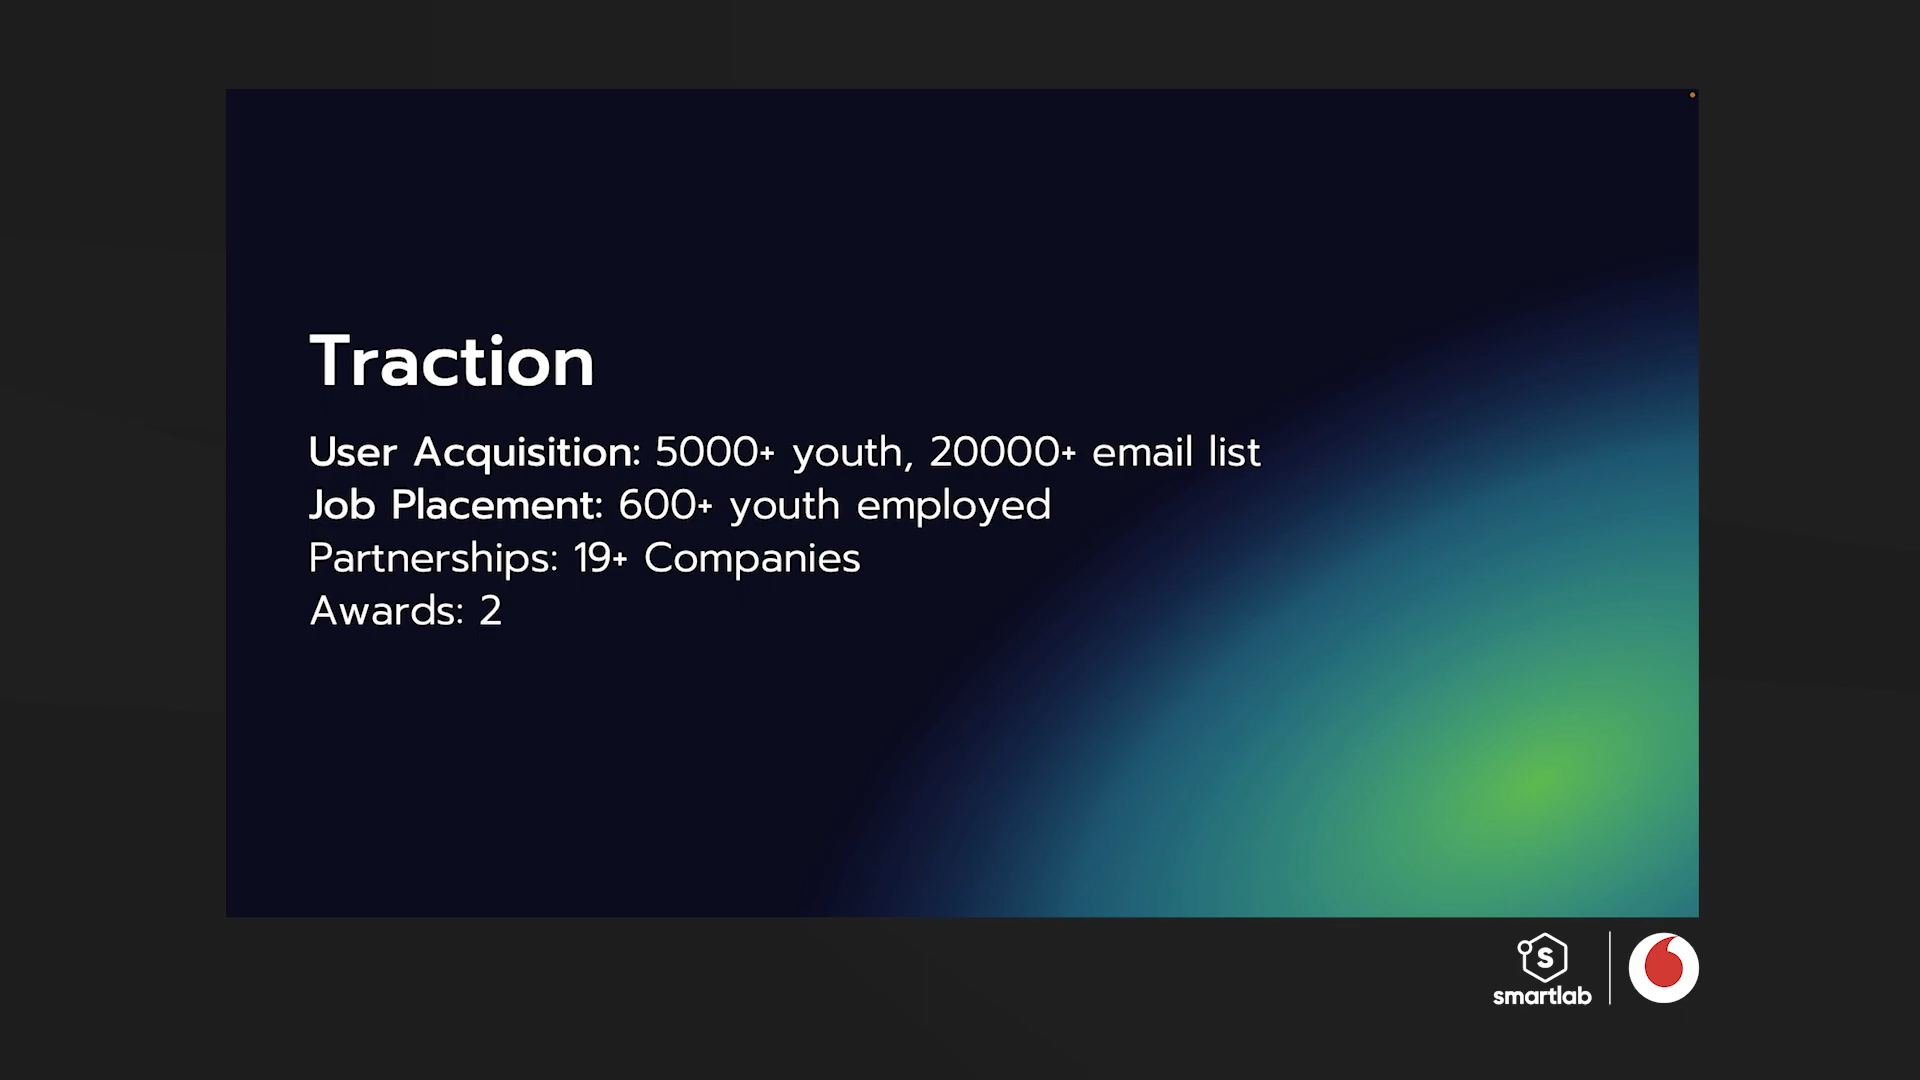 Traction
User Acquisition: 5000+ youth, 20000+ email list
Job Placement: 600+ youth employed
Partnerships: 19+ Companies
Awards: 2
S
smartlab